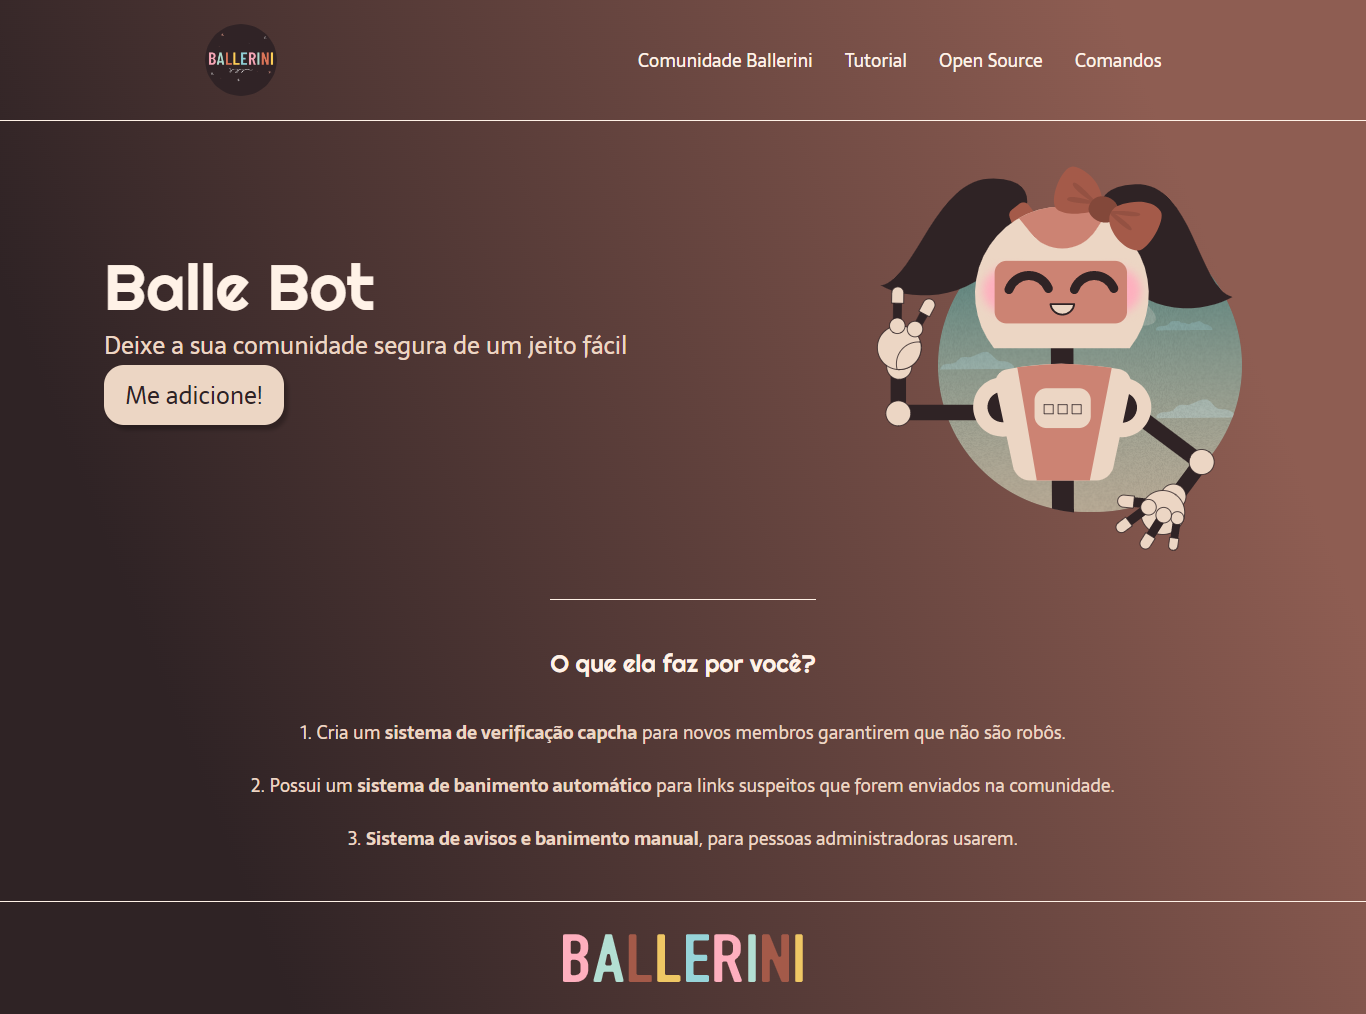 BALLERINI
Comunidade Ballerini
Tutorial
Open Source
Comandos
Balle Bot
Deixe a sua comunidade segura de um jeito fácil
Me adicione!
O que ela faz por você?
1. Cria um sistema de verificação capcha para novos membros garantirem que não são robôs.
2. Possui um sistema de banimento automático para links suspeitos que forem enviados na comunidade.
3. Sistema de avisos e banimento manual, para pessoas administradoras usarem.
BALLERINI